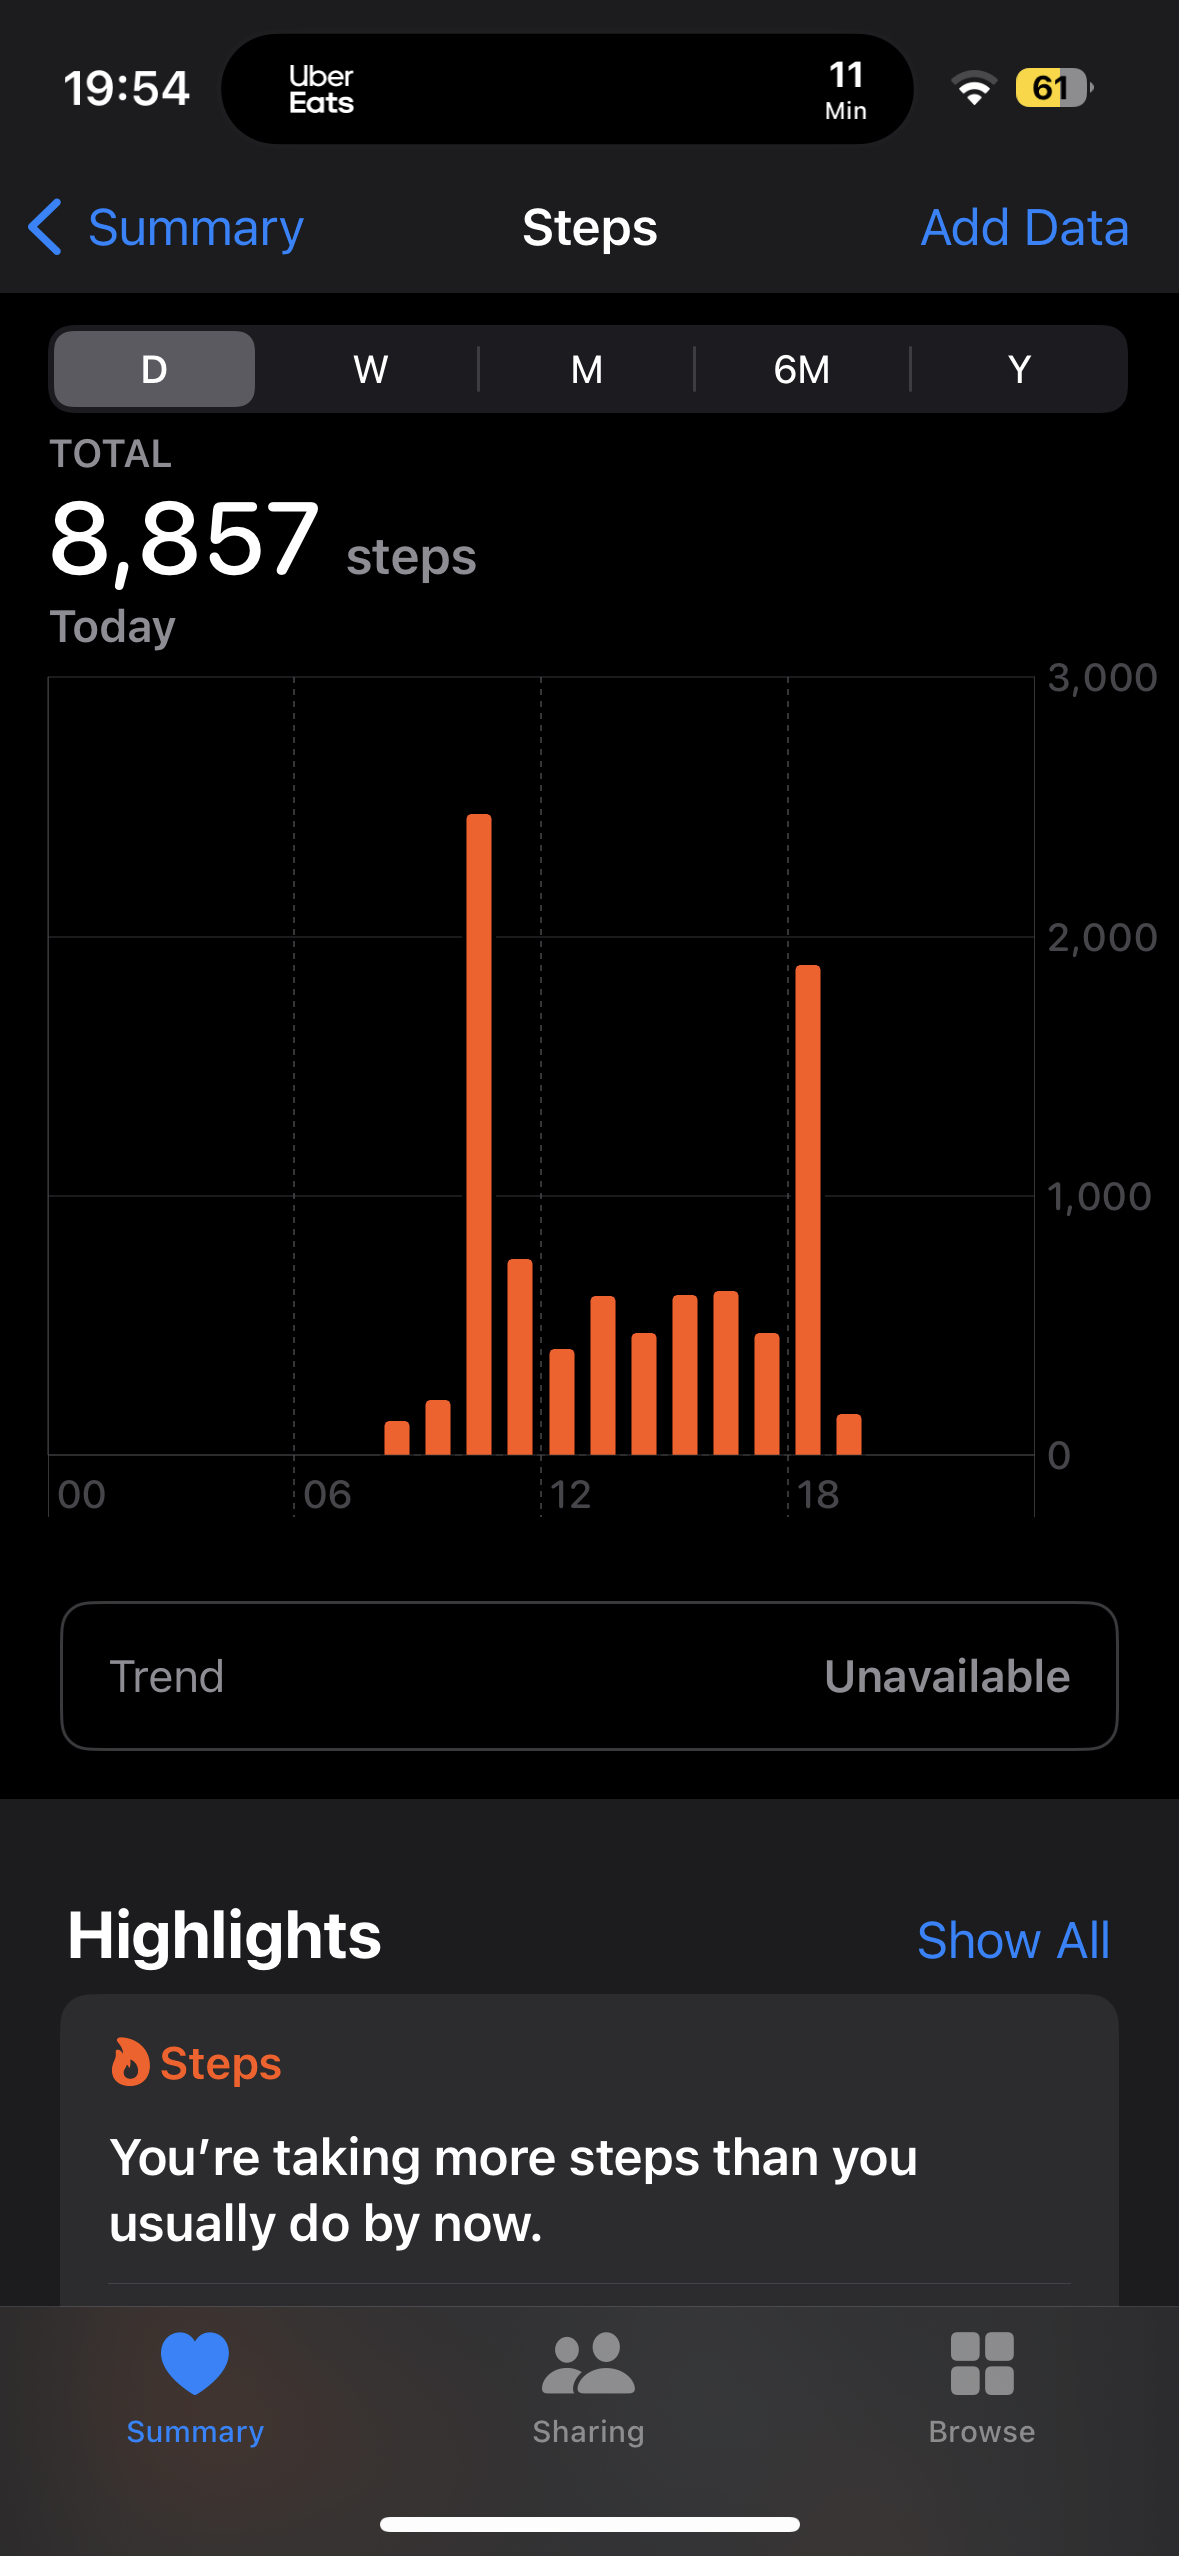 19:54
Uber
Eats
11
Min
61
Summary
Steps
Add Data
D
W
M
6M
Y
TOTAL
8,857 steps
Today
3,000
2,000
1,000
0
00
06
12
18
Trend
Unavailable
Highlights
Show All
Steps
You’re taking more steps than you
usually do by now.
Summary
Sharing
Browse